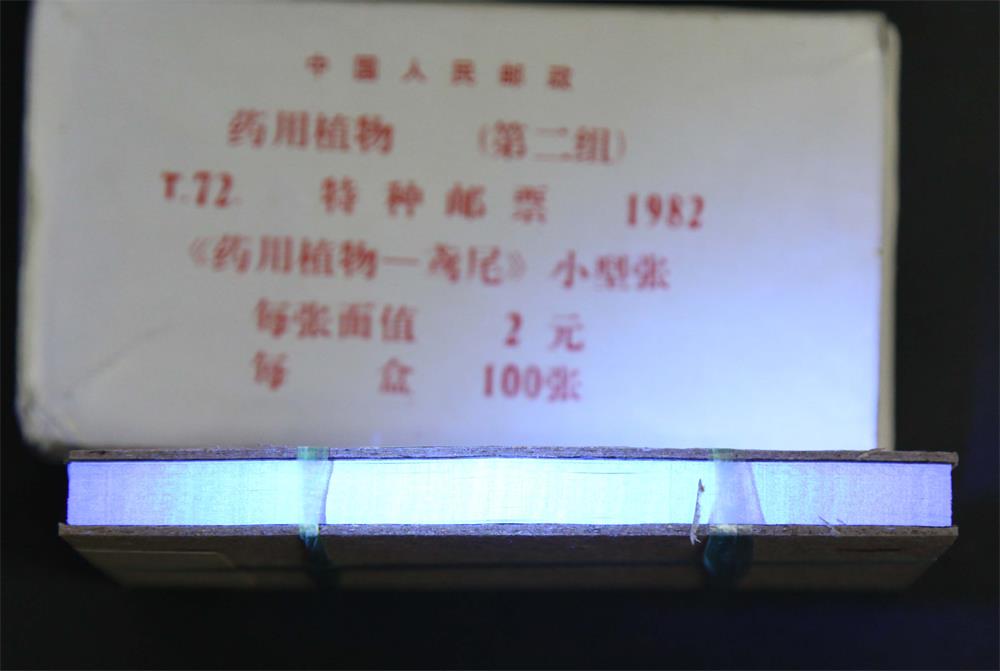 中国人民邮政
药用植物 (第二组)
T.72. 特种邮票 1982
《药用植物—鸢尾》小型张
每张面值 2 元
每 盒 100张